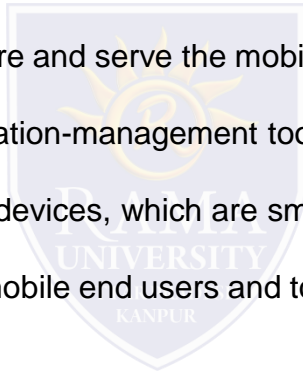 re and serve the mobi
ation-management too
devices, which are sm
RAMA
UNIVERSITY
nobile end users and to
KANPUR